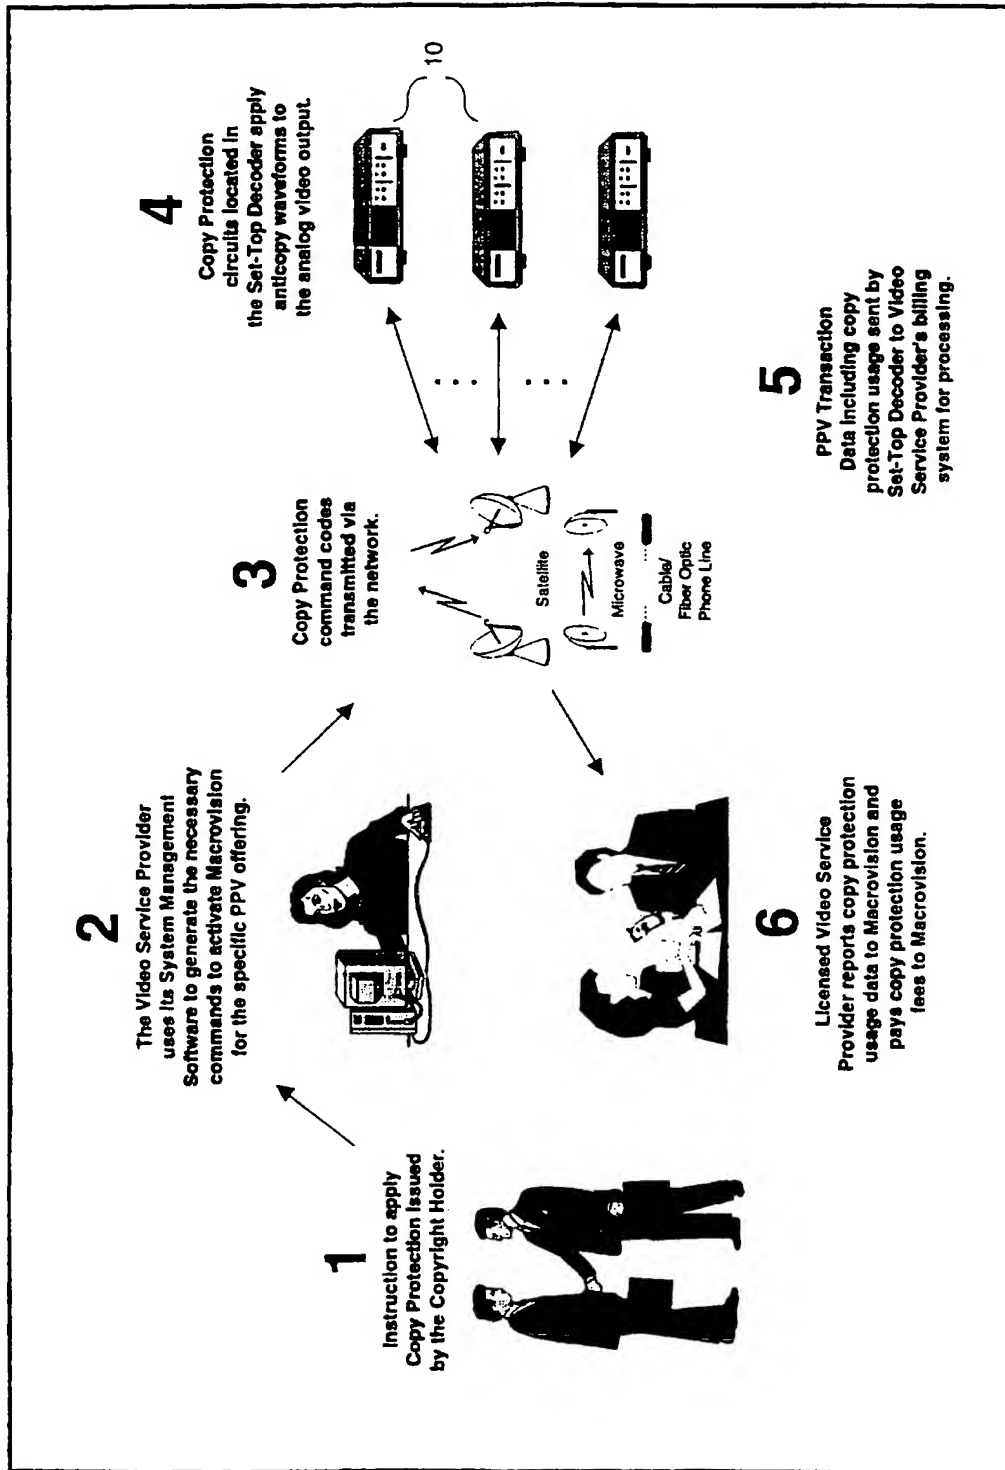 1
Instruction to apply
Copy Protection Issued
by the Copyright Holder.
2
The Video Service Provider
uses its System Management
Software to generate the necessary
commands to activate Macrovision
for the specific PPV offering.
3
Copy Protection
command codes
transmitted via
the network.
Satellite
Microwave
Cable/
Fiber Optic
Phone Line
4
Copy Protection
circuits located in
the Set-Top Decoder apply
anticopy waveforms to
the analog video output.
10
5
PPV Transaction
Data including copy
protection usage sent by
Set-Top Decoder to Video
Service Provider's billing
system for processing.
6
Licensed Video Service
Provider reports copy protection
usage data to Macrovision and
pays copy protection usage
fees to Macrovision.